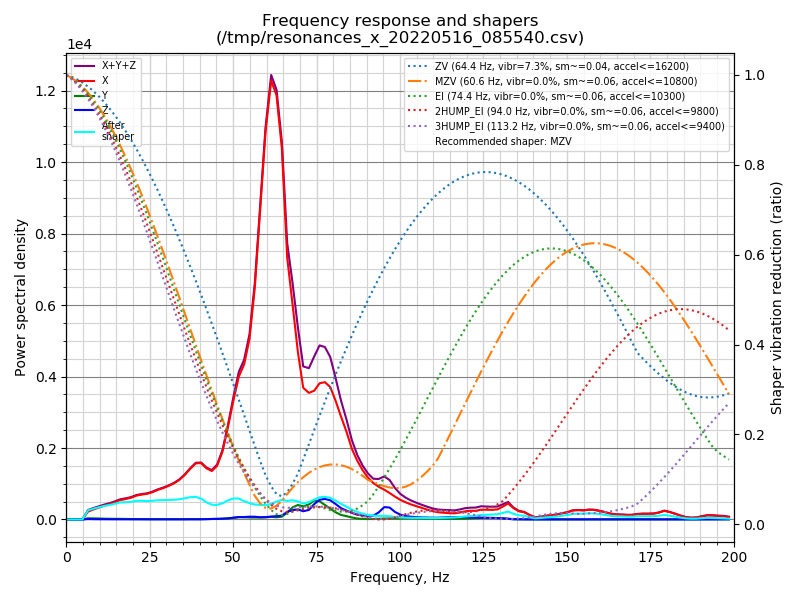 Frequency response and shapers
(/tmp/resonances_x_20220516_085540.csv)
1e4
X+Y+Z
X
Y
Z
After
shaper
ZV (64.4 Hz, vibr=7.3%, sm~=0.04, accel<=16200)
MZV (60.6 Hz, vibr=0.0%, sm~=0.06, accel<=10800)
EI (74.4 Hz, vibr=0.0%, sm~=0.06, accel<=10300)
2HUMP_EI (94.0 Hz, vibr=0.0%, sm~=0.06, accel<=9800)
3HUMP_EI (113.2 Hz, vibr=0.0%, sm~=0.06, accel<=9400)
Recommended shaper: MZV
Power spectral density
1.2
1.0
0.8
0.6
0.4
0.2
0.0
1.0
0.8
0.6
0.4
0.2
0.0
Shaper vibration reduction (ratio)
0 25 50 75 100 125 150 175 200
Frequency, Hz